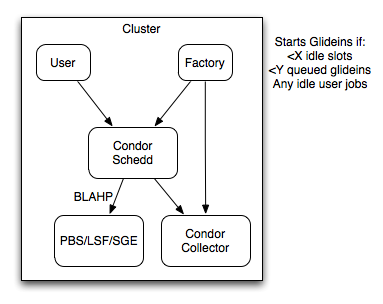 Cluster
User
Factory
Starts Glideins if:
<X idle slots
<Y queued glideins
Any idle user jobs
Condor
Schedd
BLAHP
PBS/LSF/SGE
Condor
Collector